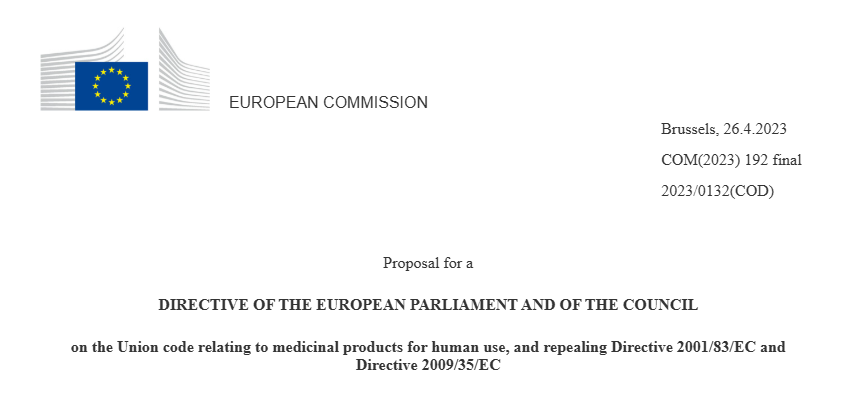 EUROPEAN COMMISSION
Brussels, 26.4.2023
COM(2023) 192 final
2023/0132(COD)
Proposal for a
DIRECTIVE OF THE EUROPEAN PARLIAMENT AND OF THE COUNCIL
on the Union code relating to medicinal products for human use, and repealing Directive 2001/83/EC and
Directive 2009/35/EC